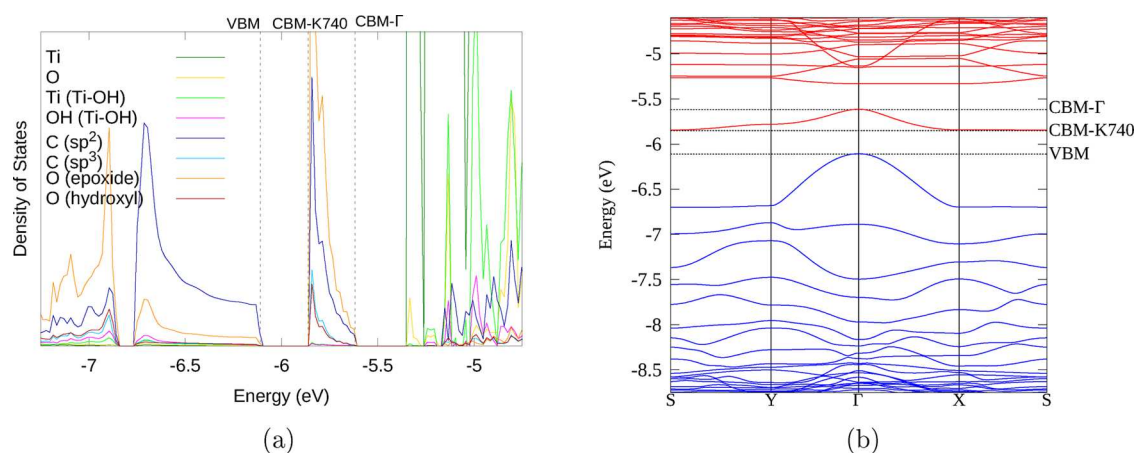 VBM CBM-K740 CBM-Γ
Ti
O
Ti (Ti-OH)
OH (Ti-OH)
C (sp²)
C (sp³)
O (epoxide)
O (hydroxyl)
Density of States
-7 -6.5 -6 -5.5 -5
Energy (eV)
(a)
-5
-5.5
-6
-6.5
-7
-7.5
-8
-8.5
Energy (eV)
CBM-Γ
CBM-K740
VBM
S Y Γ X S
(b)